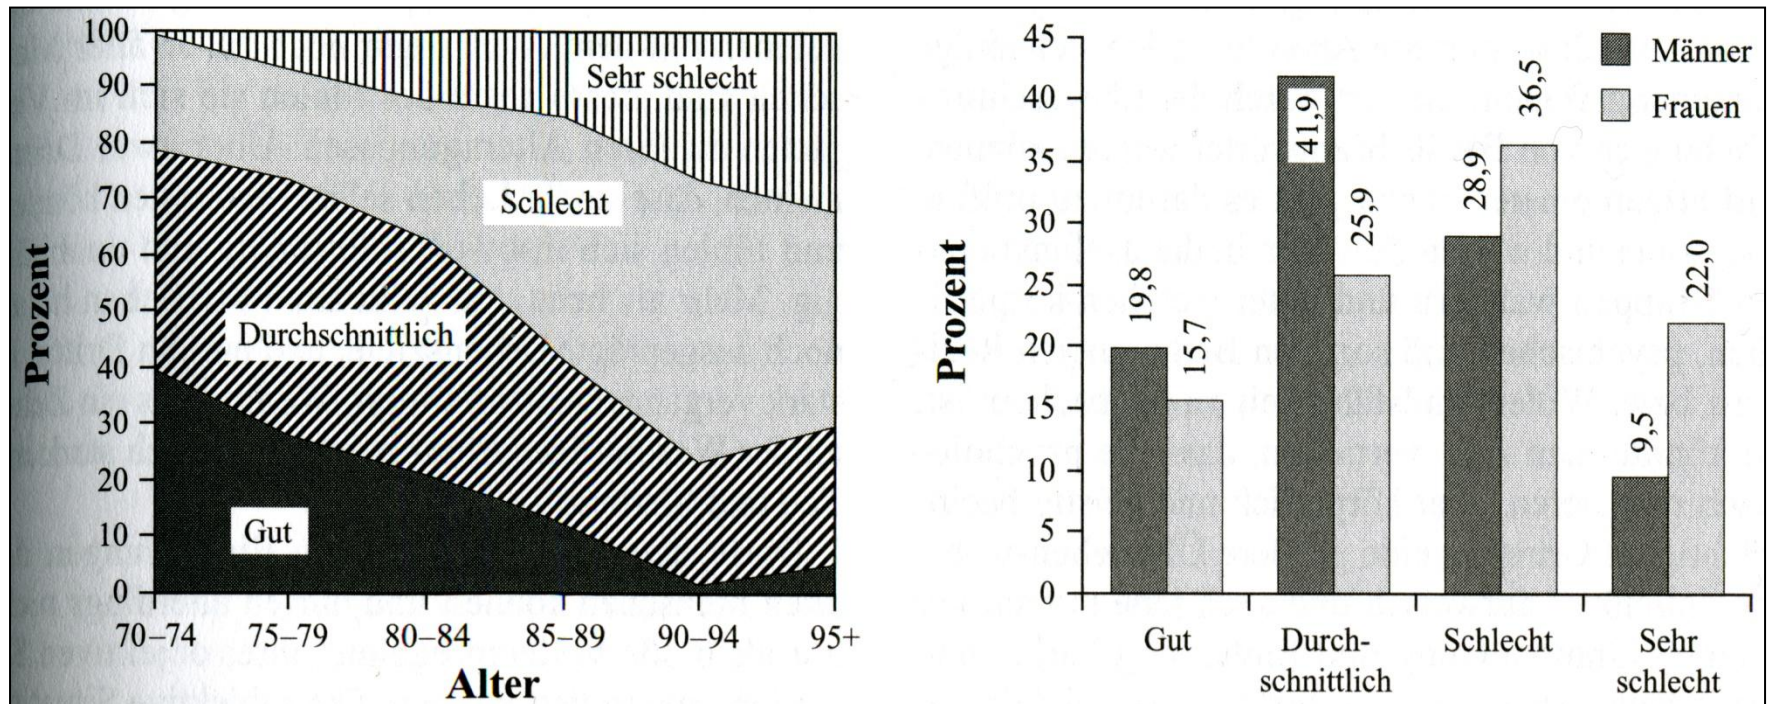 100
90
80
70
60
50
40
30
20
10
0
Prozent
Sehr schlecht
Schlecht
Durchschnittlich
Gut
70–74 75–79 80–84 85–89 90–94 95+
Alter
45
40
35
30
25
20
15
10
5
0
Prozent
19,8
15,7
41,9
25,9
28,9
36,5
9,5
22,0
Männer
Frauen
Gut
Durch-
schnittlich
Schlecht
Sehr
schlecht